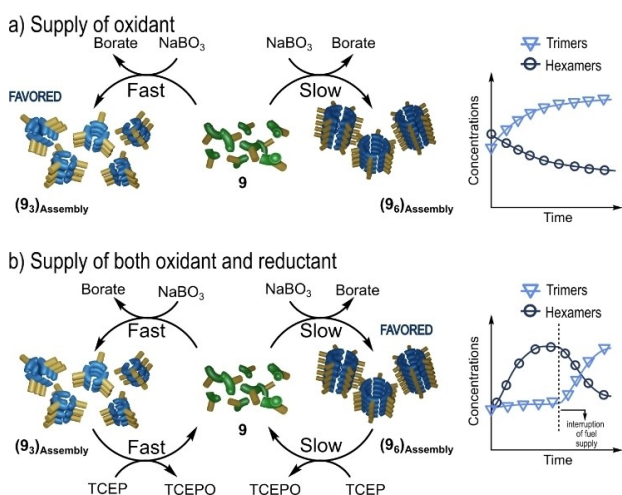 a) Supply of oxidant
Borate NaBO₃ NaBO₃ Borate
Fast Slow
FAVORED
(9₃)Assembly 9 (9₆)Assembly
Trimers
Hexamers
Concentrations
Time
b) Supply of both oxidant and reductant
Borate NaBO₃ NaBO₃ Borate
Fast Slow
FAVORED
(9₃)Assembly 9 (9₆)Assembly
Fast Slow
TCEP TCEPO TCEPO TCEP
Trimers
Hexamers
Concentrations
interruption
of fuel
supply
Time